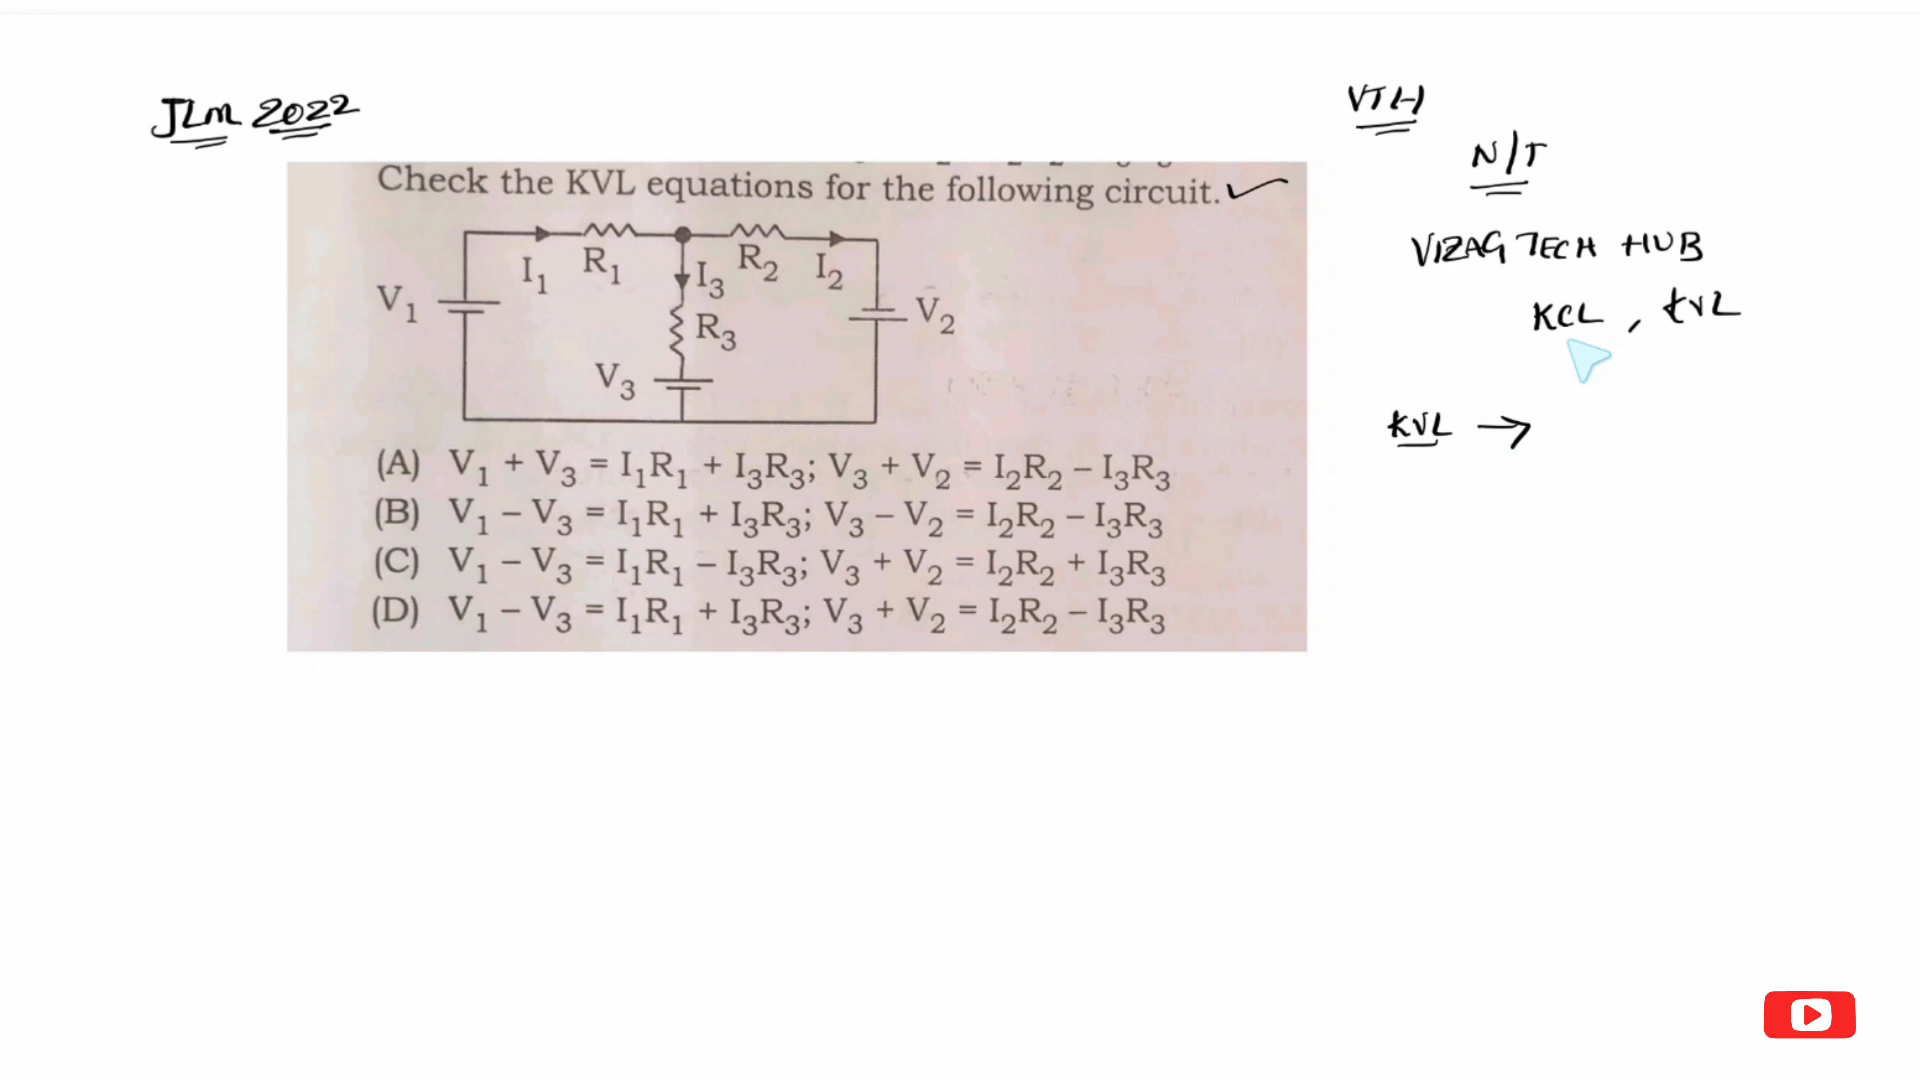 JLM 2022
VTH
N/T
VIZAG TECH HUB
KCL , KVL
KVL →
Check the KVL equations for the following circuit.
I₁ R₁ R₂ I₂
I₃
V₁ R₃ V₂
V₃
(A) V₁ + V₃ = I₁R₁ + I₃R₃; V₃ + V₂ = I₂R₂ – I₃R₃
(B) V₁ – V₃ = I₁R₁ + I₃R₃; V₃ – V₂ = I₂R₂ – I₃R₃
(C) V₁ – V₃ = I₁R₁ – I₃R₃; V₃ + V₂ = I₂R₂ + I₃R₃
(D) V₁ – V₃ = I₁R₁ + I₃R₃; V₃ + V₂ = I₂R₂ – I₃R₃